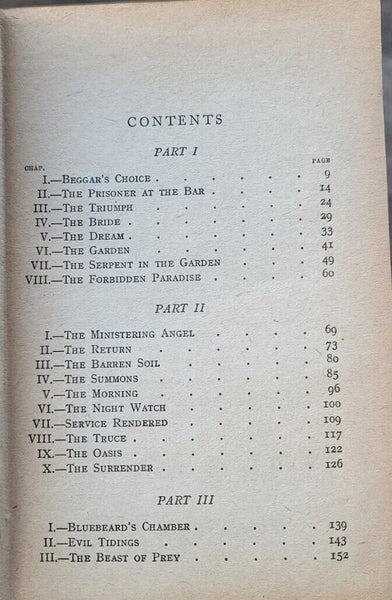 CONTENTS
PART I
CHAP. PAGE
I.—BEGGAR'S CHOICE . . . . . . 9
II.—THE PRISONER AT THE BAR . . . . 14
III.—THE TRIUMPH . . . . . . 24
IV.—THE BRIDE . . . . . . 29
V.—THE DREAM . . . . . . . 33
VI.—THE GARDEN . . . . . . 41
VII.—THE SERPENT IN THE GARDEN . . . . 49
VIII.—THE FORBIDDEN PARADISE . . . . 60
PART II
I.—THE MINISTERING ANGEL . . . . 69
II.—THE RETURN . . . . . . 73
III.—THE BARREN SOIL . . . . . 80
IV.—THE SUMMONS . . . . . . 85
V.—THE MORNING . . . . . . 96
VI.—THE NIGHT WATCH . . . . . 100
VII.—SERVICE RENDERED . . . . . 109
VIII.—THE TRUCE . . . . . . . 117
IX.—THE OASIS . . . . . . . 122
X.—THE SURRENDER . . . . . . 126
PART III
I.—BLUEBEARD'S CHAMBER . . . . . 139
II.—EVIL TIDINGS . . . . . . 143
III.—THE BEAST OF PREY . . . . . 152